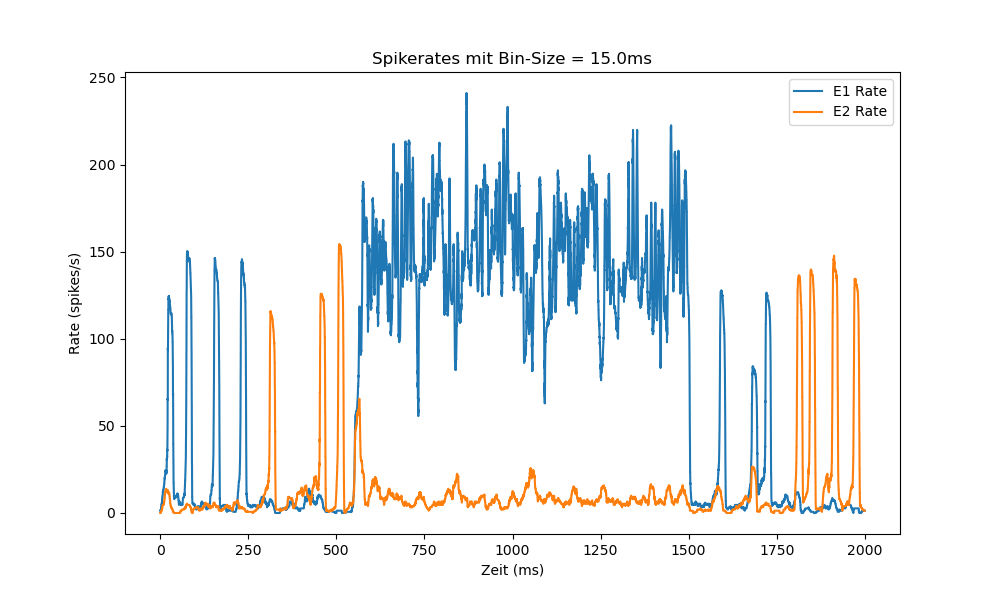 Spikerates mit Bin-Size = 15.0ms
E1 Rate
E2 Rate
Rate (spikes/s)
250
200
150
100
50
0
0 250 500 750 1000 1250 1500 1750 2000
Zeit (ms)